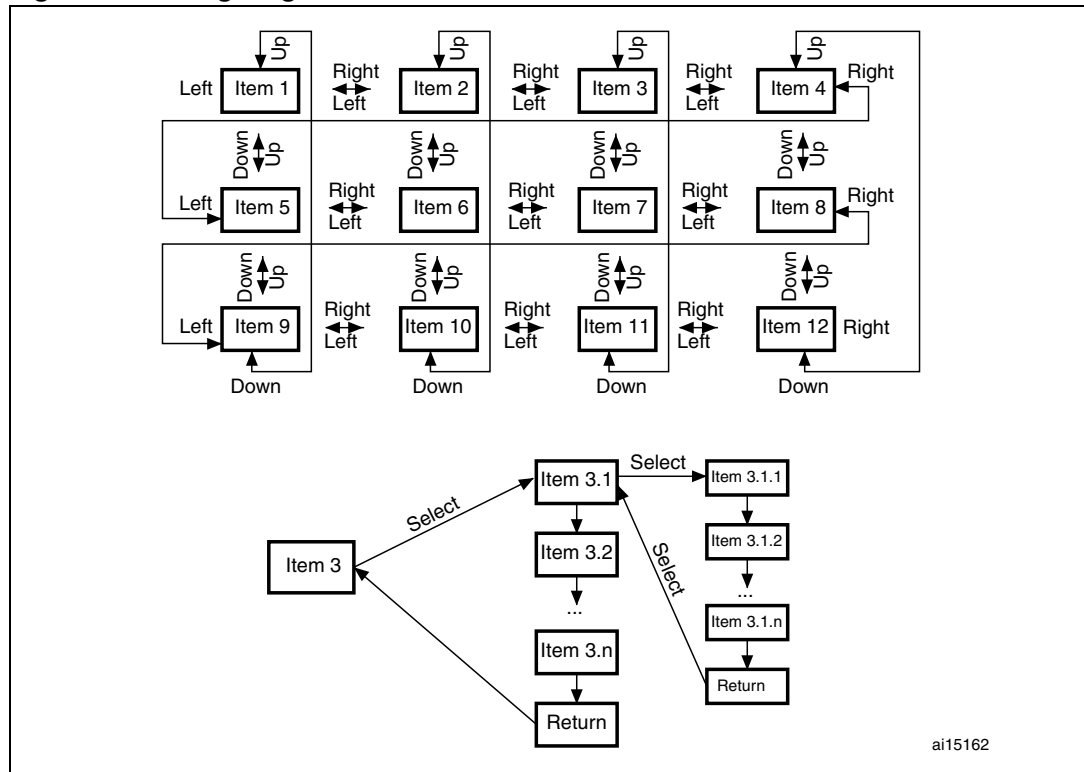 Up Up Up Up
Left Item 1 Right Left Item 2 Right Left Item 3 Right Left Item 4 Right
Down Up Down Up Down Up Down Up
Left Item 5 Right Left Item 6 Right Left Item 7 Right Left Item 8 Right
Down Up Down Up Down Up Down Up
Left Item 9 Right Left Item 10 Right Left Item 11 Right Left Item 12 Right
Down Down Down Down
Item 3
Select
Item 3.1
Item 3.2
...
Item 3.n
Return
Select
Item 3.1.1
Item 3.1.2
...
Item 3.1.n
Return
Select
ai15162